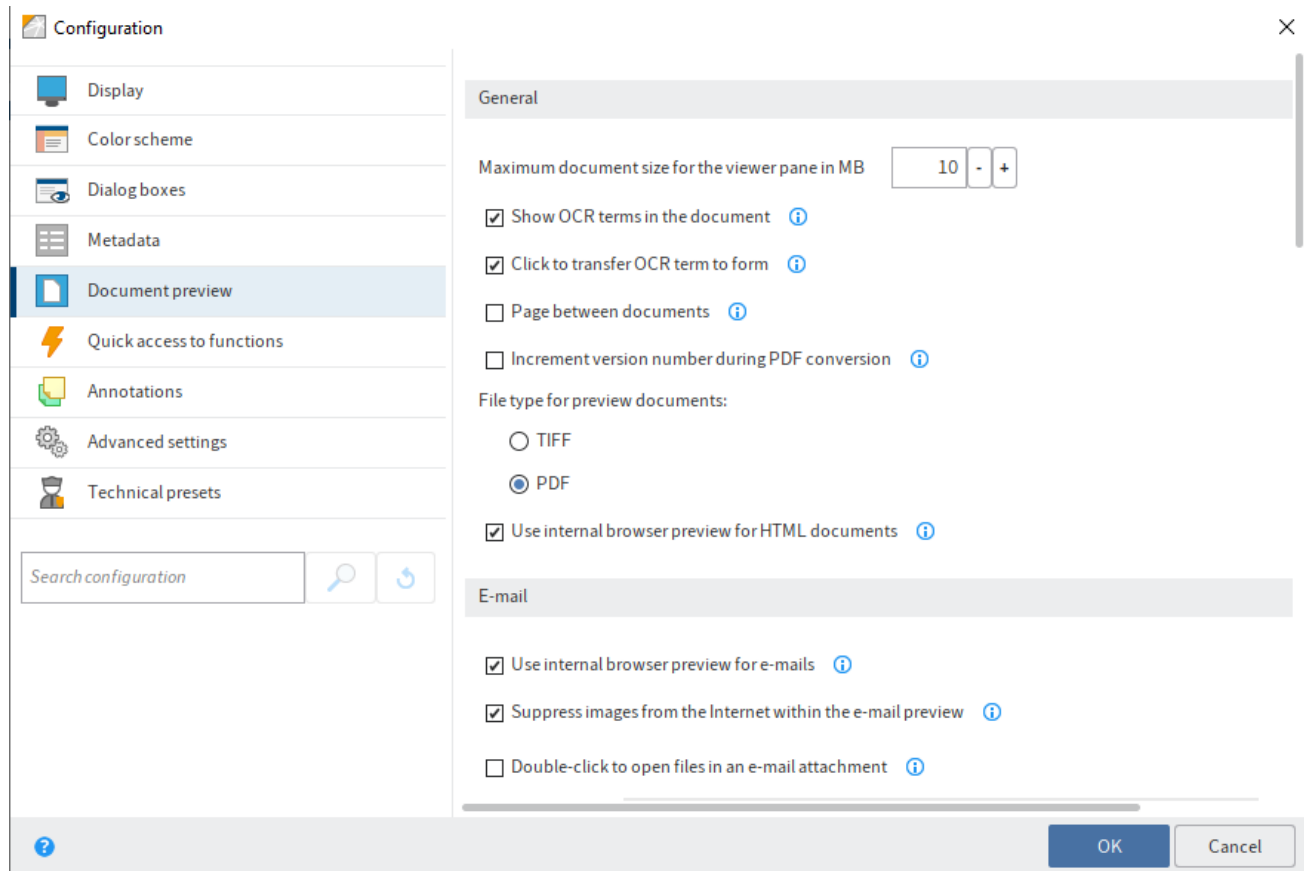 Configuration
Display
Color scheme
Dialog boxes
Metadata
Document preview
Quick access to functions
Annotations
Advanced settings
Technical presets
Search configuration
General
Maximum document size for the viewer pane in MB 10 - +
Show OCR terms in the document
Click to transfer OCR term to form
Page between documents
Increment version number during PDF conversion
File type for preview documents:
TIFF
PDF
Use internal browser preview for HTML documents
E-mail
Use internal browser preview for e-mails
Suppress images from the Internet within the e-mail preview
Double-click to open files in an e-mail attachment
OK Cancel